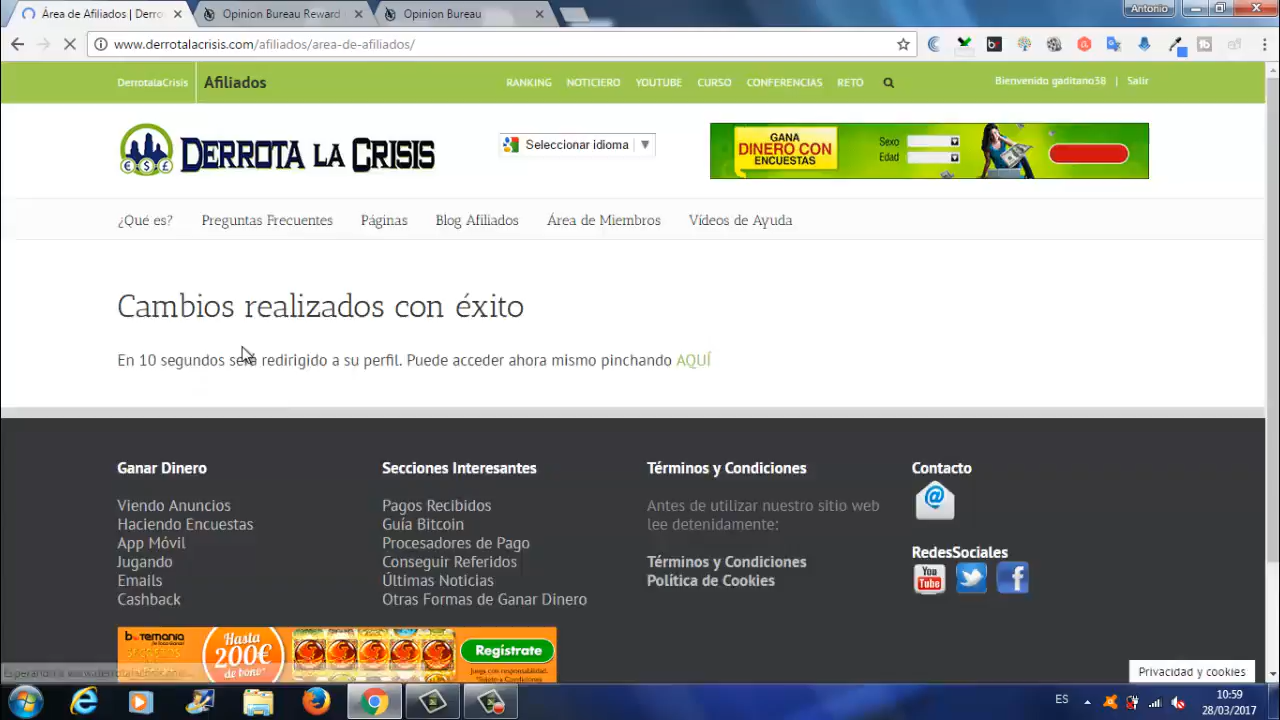 Área de Afiliados | Derro
Opinion Bureau Reward
Opinion Bureau
Antonio
www.derrotalacrisis.com/afiliados/area-de-afiliados/
DerrotalaCrisis
Afiliados
RANKING
NOTICIERO
YOUTUBE
CURSO
CONFERENCIAS
RETO
Bienvenido gaditano38 | Salir
DERROTA LA CRISIS
Seleccionar idioma
GANA
DINERO CON
ENCUESTAS
Sexo
Edad
¿Qué es?
Preguntas Frecuentes
Páginas
Blog Afiliados
Área de Miembros
Vídeos de Ayuda
Cambios realizados con éxito
En 10 segundos será redirigido a su perfil. Puede acceder ahora mismo pinchando AQUÍ
Ganar Dinero
Viendo Anuncios
Haciendo Encuestas
App Móvil
Jugando
Emails
Cashback
Secciones Interesantes
Pagos Recibidos
Guía Bitcoin
Procesadores de Pago
Conseguir Referidos
Últimas Noticias
Otras Formas de Ganar Dinero
Términos y Condiciones
Antes de utilizar nuestro sitio web
lee detenidamente:
Términos y Condiciones
Política de Cookies
Contacto
RedesSociales
You
Tube
Hasta
200€
de bono*
Regístrate
Juega con responsabilidad.
Privacidad y cookies
ES
10:59
28/03/2017